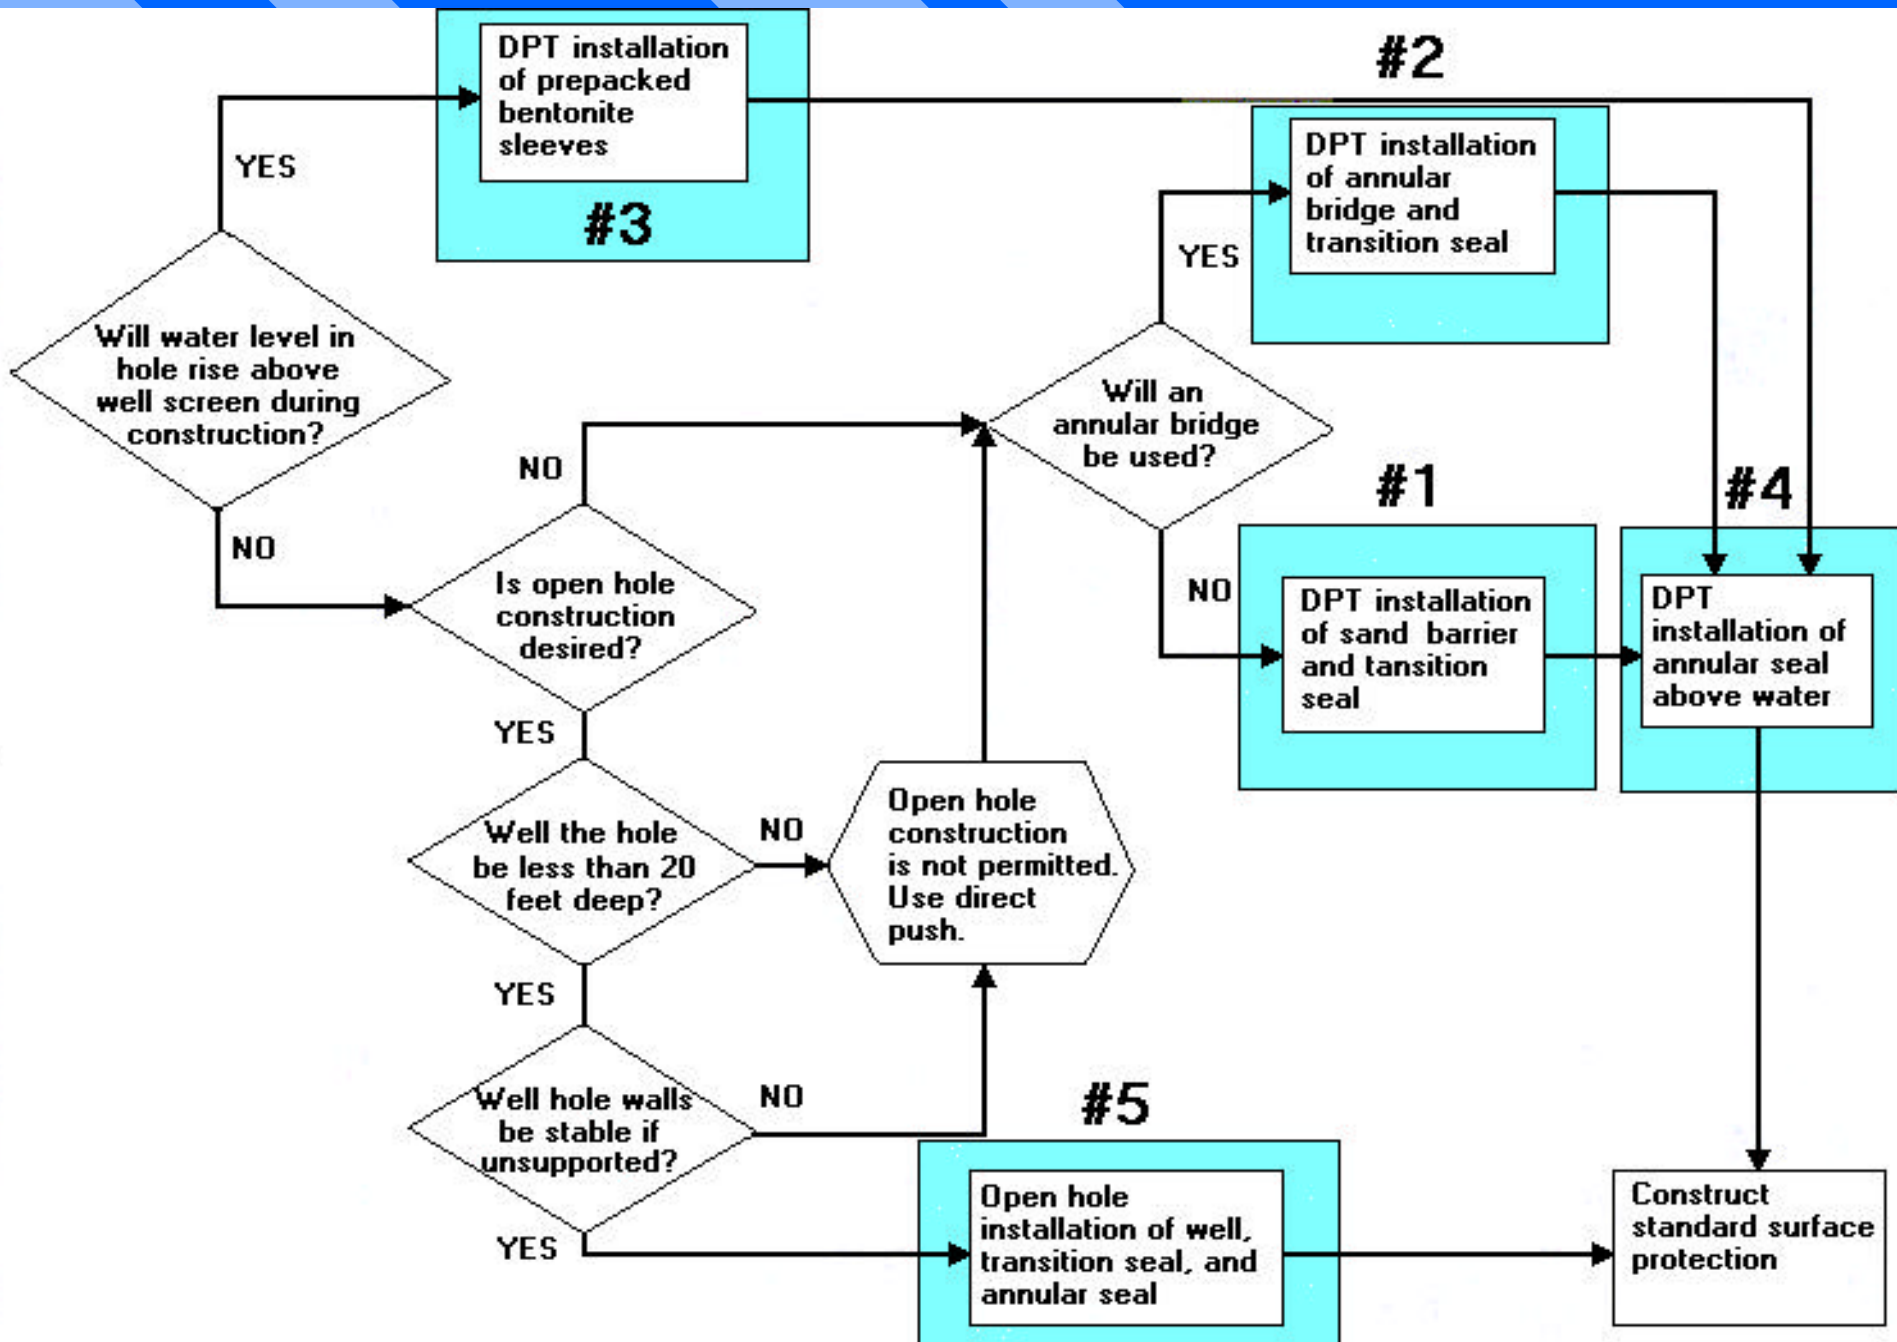 DPT installation
of prepacked
bentonite
sleeves
#3
YES
Will water level in
hole rise above
well screen during
construction?
NO
#2
DPT installation
of annular
bridge and
transition seal
YES
Will an
annular bridge
be used?
NO
#1
DPT installation
of sand barrier
and tansition
seal
#4
DPT
installation of
annular seal
above water
NO
Is open hole
construction
desired?
YES
Well the hole
be less than 20
feet deep?
NO
Open hole
construction
is not permitted.
Use direct
push.
YES
Well hole walls
be stable if
unsupported?
NO
YES
#5
Open hole
installation of well,
transition seal, and
annular seal
Construct
standard surface
protection